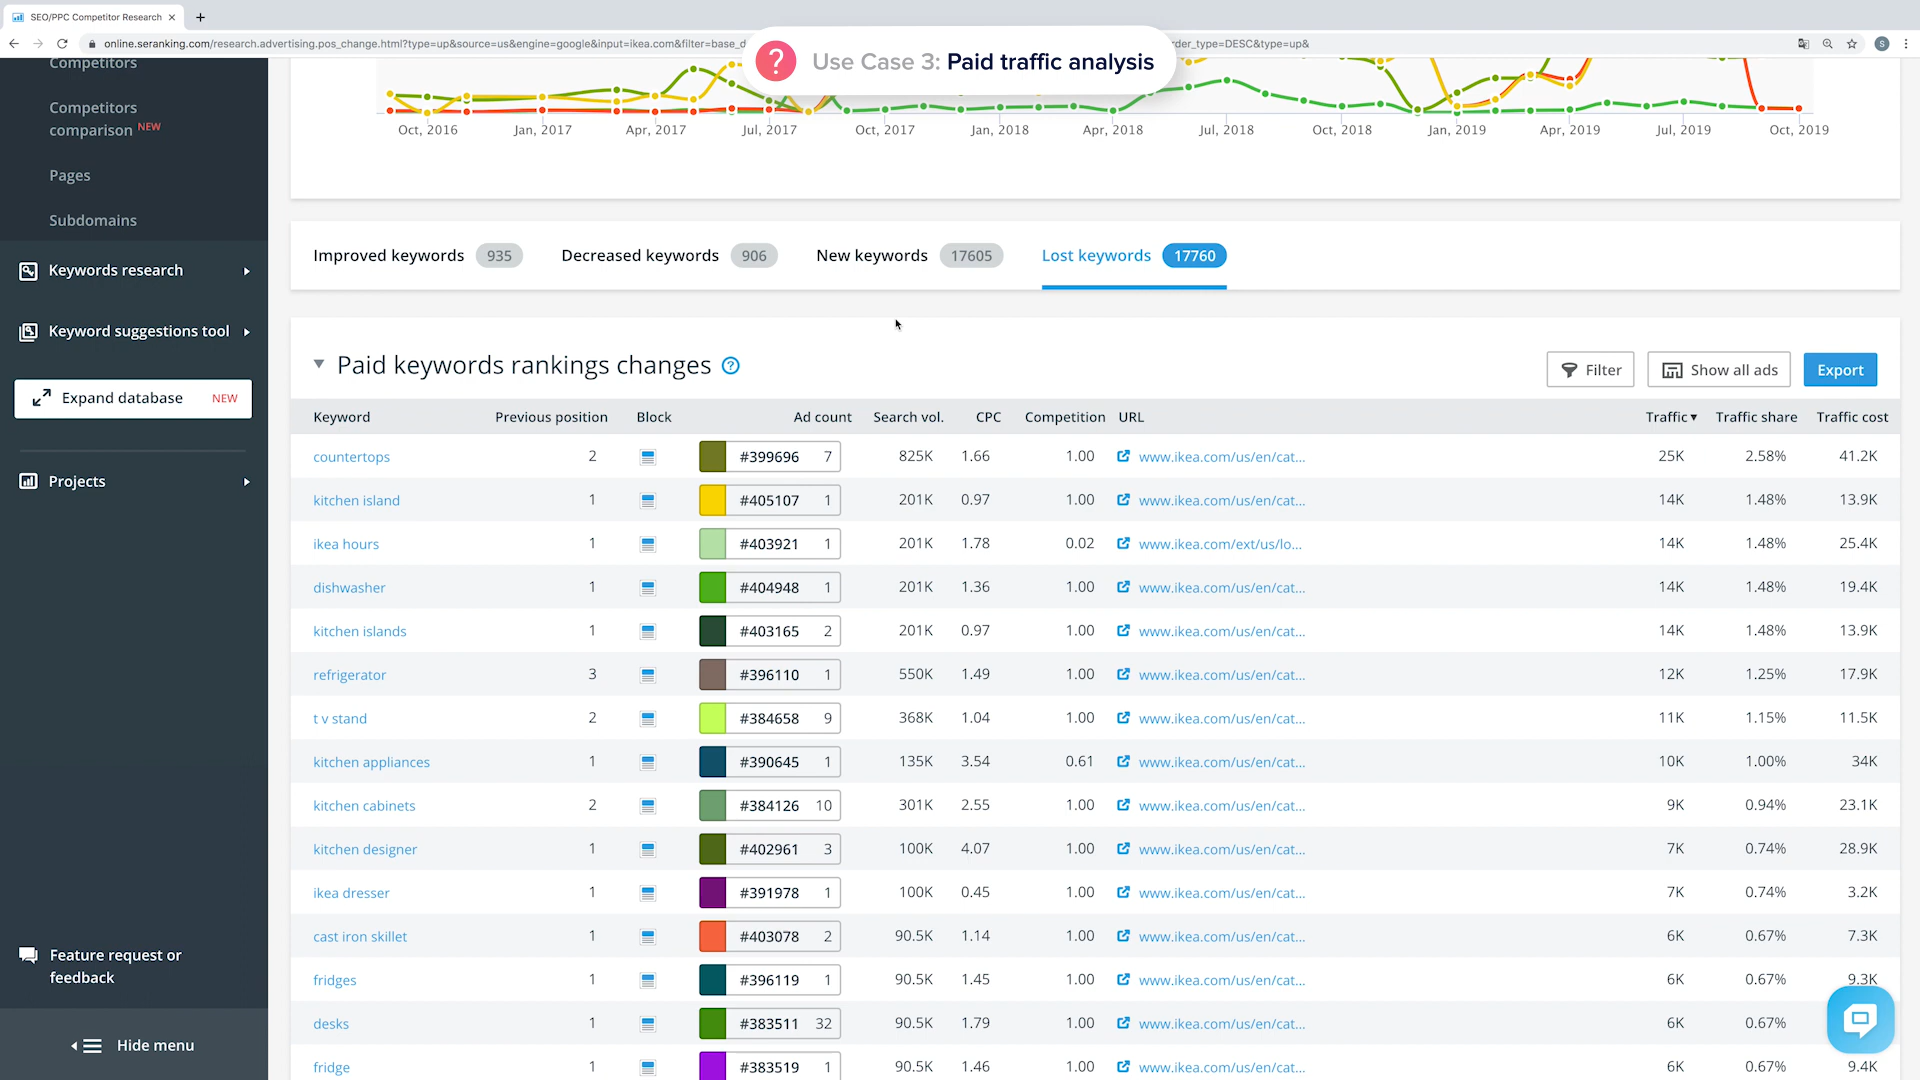 SEO/PPC Competitor Research
online.seranking.com/research.advertising.pos_change.html?type=up&source=us&engine=google&input=ikea.com&filter=base_d
rder_type=DESC&type=up&
S
? Use Case 3: Paid traffic analysis
Competitors
Competitors comparison NEW
Pages
Subdomains
Keywords research
Keyword suggestions tool
Expand database NEW
Projects
Feature request or feedback
Hide menu
Oct, 2016 Jan, 2017 Apr, 2017 Jul, 2017 Oct, 2017 Jan, 2018 Apr, 2018 Jul, 2018 Oct, 2018 Jan, 2019 Apr, 2019 Jul, 2019 Oct, 2019
Improved keywords 935 Decreased keywords 906 New keywords 17605 Lost keywords 17760
Paid keywords rankings changes ?
Filter Show all ads Export
Keyword Previous position Block Ad count Search vol. CPC Competition URL Traffic Traffic share Traffic cost
countertops 2 #399696 7 825K 1.66 1.00 www.ikea.com/us/en/cat... 25K 2.58% 41.2K
kitchen island 1 #405107 1 201K 0.97 1.00 www.ikea.com/us/en/cat... 14K 1.48% 13.9K
ikea hours 1 #403921 1 201K 1.78 0.02 www.ikea.com/ext/us/lo... 14K 1.48% 25.4K
dishwasher 1 #404948 1 201K 1.36 1.00 www.ikea.com/us/en/cat... 14K 1.48% 19.4K
kitchen islands 1 #403165 2 201K 0.97 1.00 www.ikea.com/us/en/cat... 14K 1.48% 13.9K
refrigerator 3 #396110 1 550K 1.49 1.00 www.ikea.com/us/en/cat... 12K 1.25% 17.9K
t v stand 2 #384658 9 368K 1.04 1.00 www.ikea.com/us/en/cat... 11K 1.15% 11.5K
kitchen appliances 1 #390645 1 135K 3.54 0.61 www.ikea.com/us/en/cat... 10K 1.00% 34K
kitchen cabinets 2 #384126 10 301K 2.55 1.00 www.ikea.com/us/en/cat... 9K 0.94% 23.1K
kitchen designer 1 #402961 3 100K 4.07 1.00 www.ikea.com/us/en/cat... 7K 0.74% 28.9K
ikea dresser 1 #391978 1 100K 0.45 1.00 www.ikea.com/us/en/cat... 7K 0.74% 3.2K
cast iron skillet 1 #403078 2 90.5K 1.14 1.00 www.ikea.com/us/en/cat... 6K 0.67% 7.3K
fridges 1 #396119 1 90.5K 1.45 1.00 www.ikea.com/us/en/cat... 6K 0.67% 9.3K
desks 1 #383511 32 90.5K 1.79 1.00 www.ikea.com/us/en/cat... 6K 0.67%
fridge 1 #383519 1 90.5K 1.46 1.00 www.ikea.com/us/en/cat... 6K 0.67% 9.4K